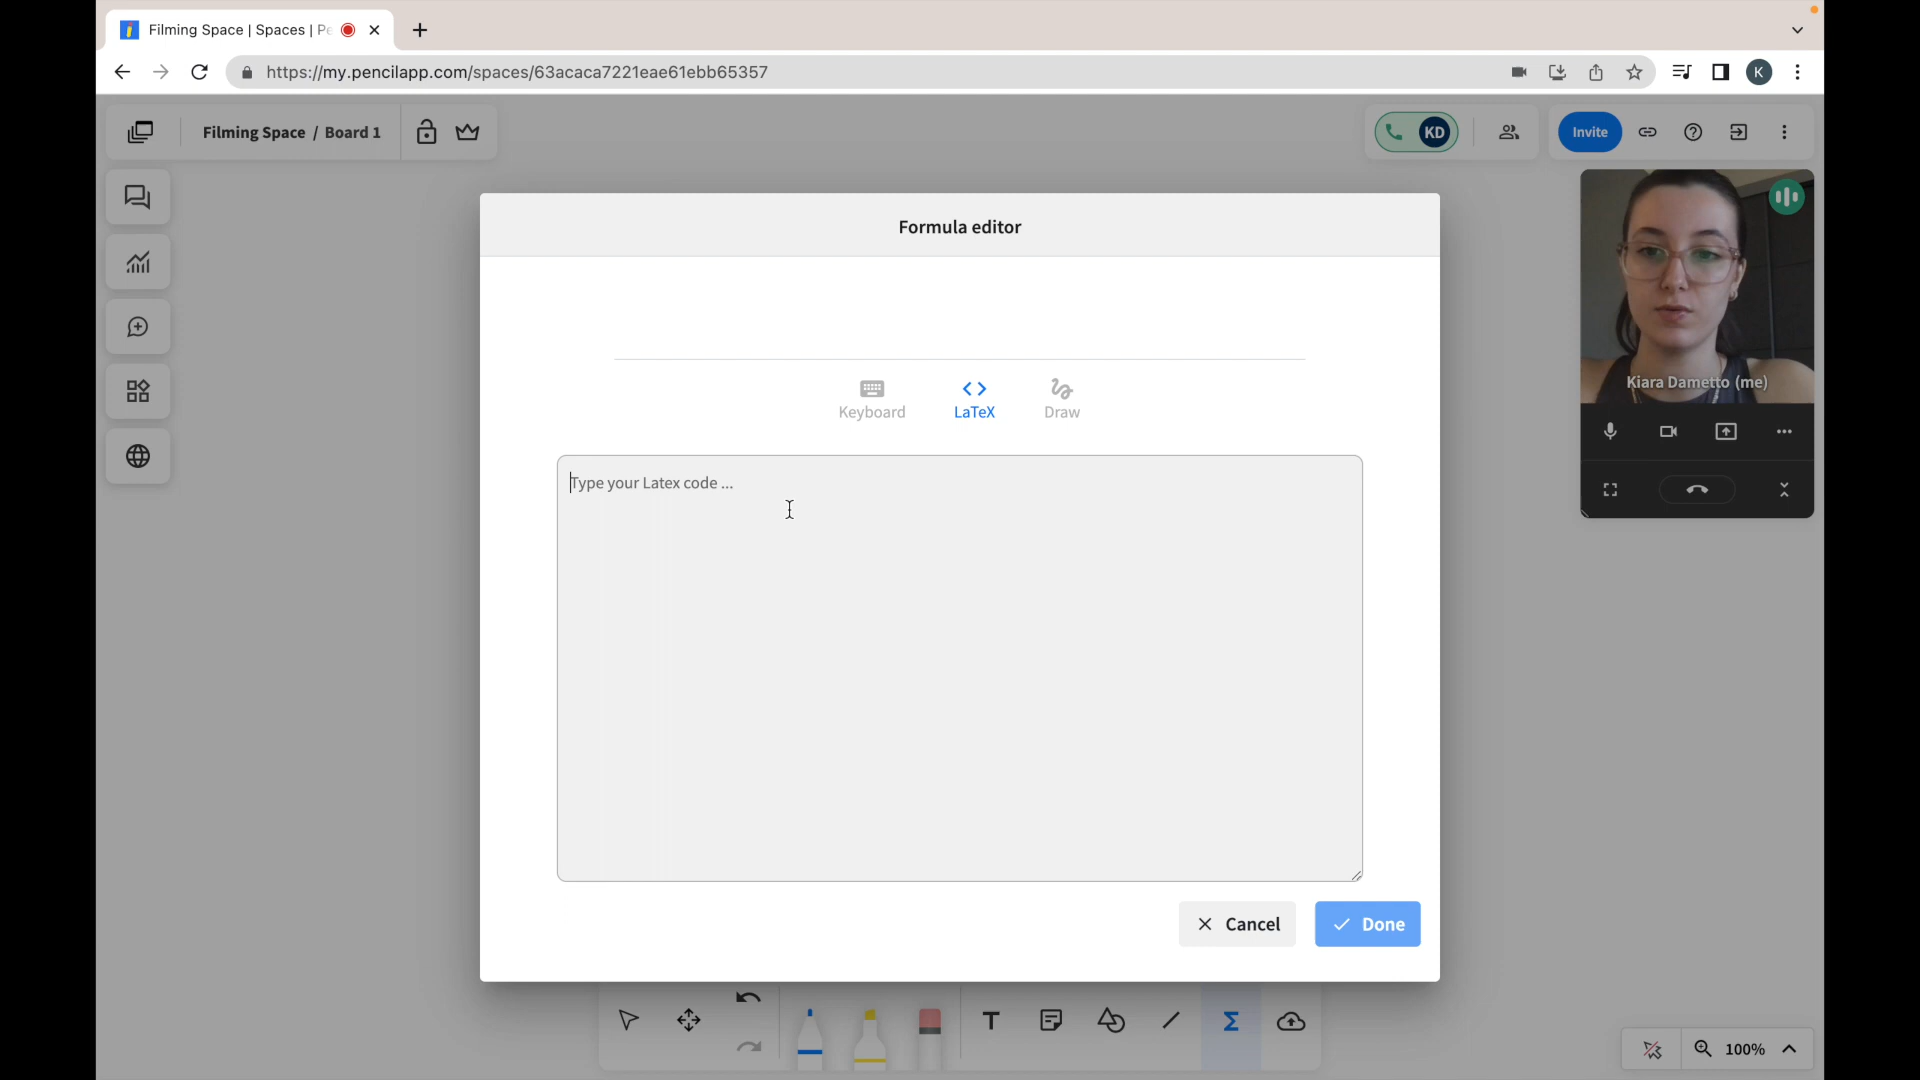 Filming Space | Spaces | Pe
https://my.pencilapp.com/spaces/63acaca7221eae61ebb65357
K
Filming Space / Board 1
KD
Invite
Formula editor
Kiara Dametto (me)
Keyboard
LaTeX
Draw
Type your Latex code ...
Cancel
Done
T
100%